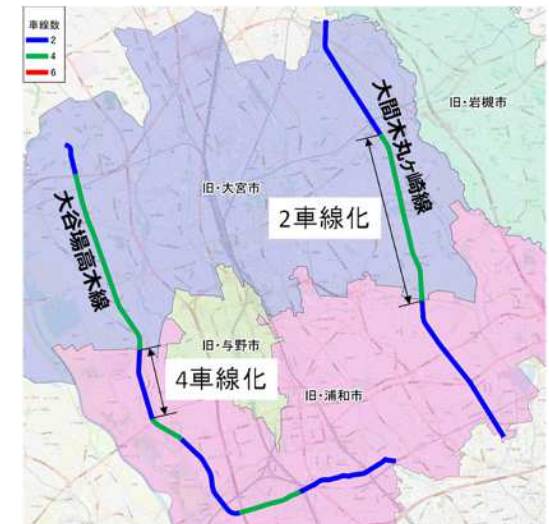 車線数
2
4
6
大間木丸ヶ崎線
旧・岩槻市
旧・大宮市
大谷場高木線
2車線化
旧・与野市
4車線化
旧・浦和市